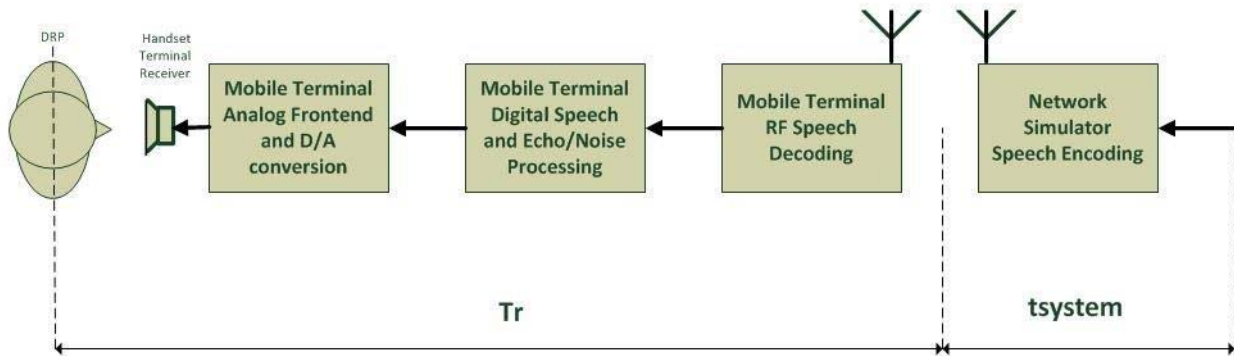 DRP
Handset
Terminal
Receiver
Mobile Terminal
Analog Frontend
and D/A
conversion
Mobile Terminal
Digital Speech
and Echo/Noise
Processing
Mobile Terminal
RF Speech
Decoding
Network
Simulator
Speech Encoding
Tr
tsystem